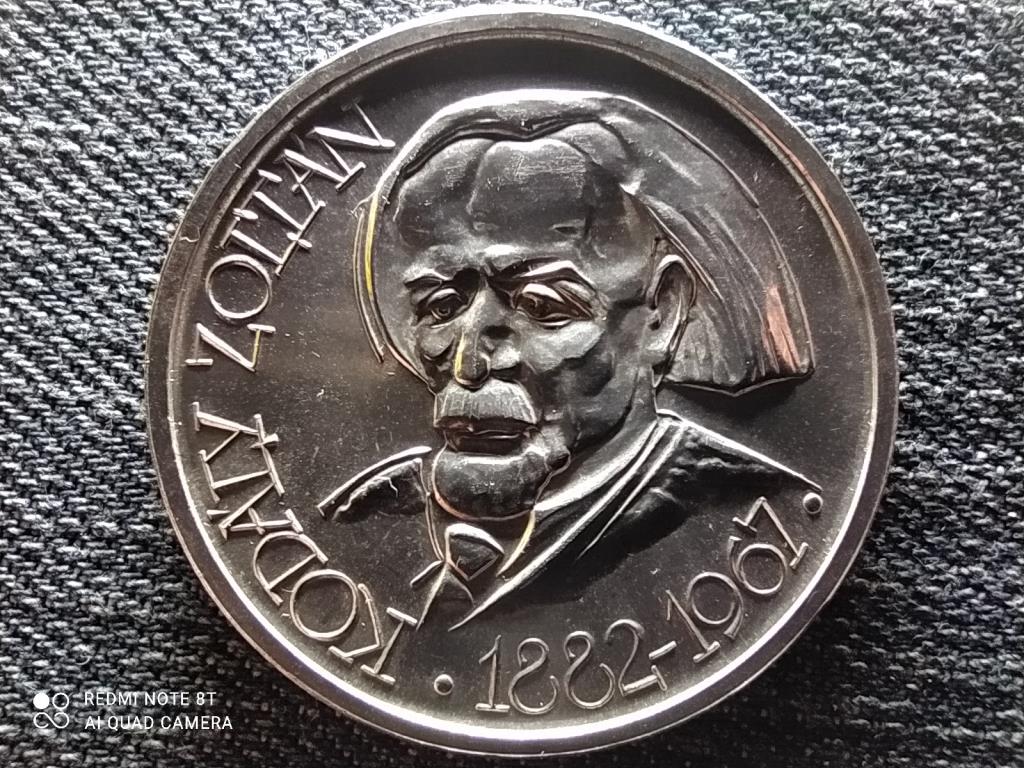 KODÁLY ZOLTÁN
• 1882-1967 •
REDMI NOTE 8T
AI QUAD CAMERA